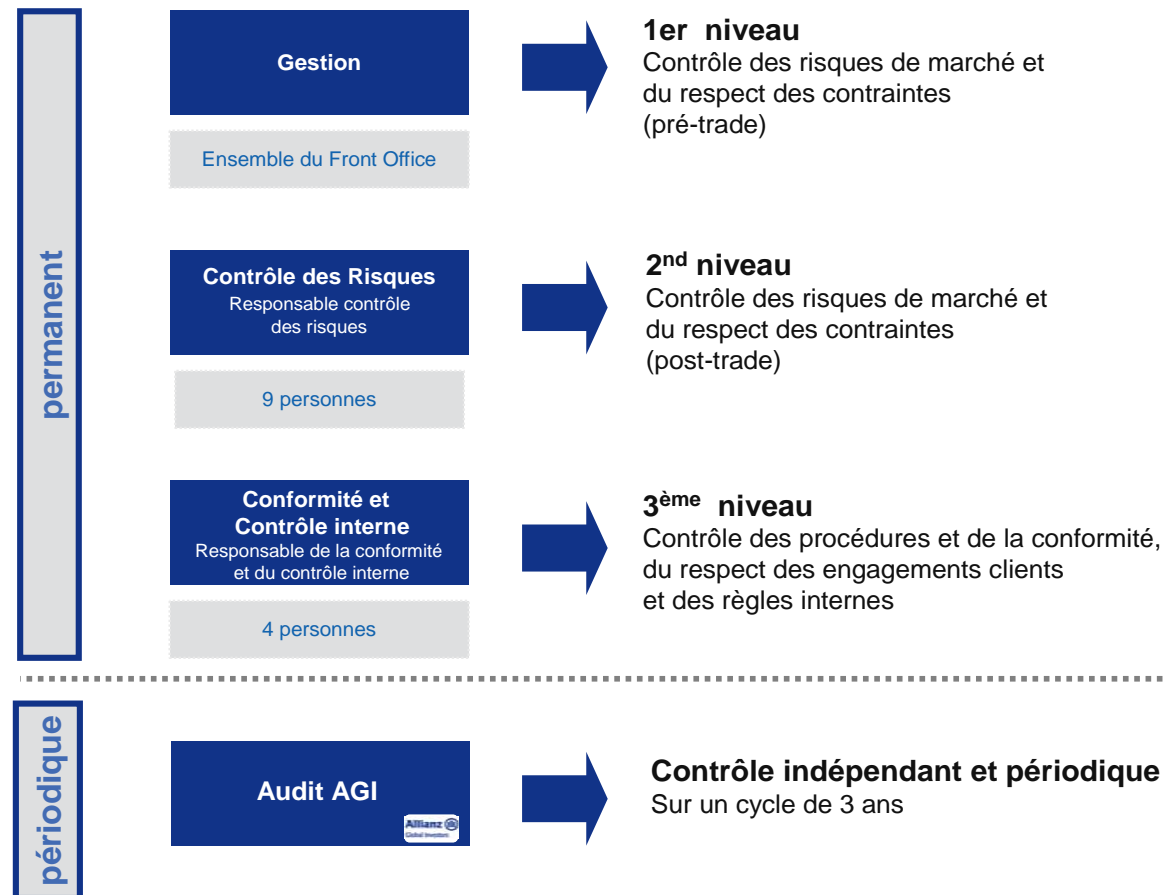 permanent
Gestion
Ensemble du Front Office
1er niveau
Contrôle des risques de marché et
du respect des contraintes
(pré-trade)
Contrôle des Risques
Responsable contrôle
des risques
9 personnes
2nd niveau
Contrôle des risques de marché et
du respect des contraintes
(post-trade)
Conformité et
Contrôle interne
Responsable de la conformité
et du contrôle interne
4 personnes
3ème niveau
Contrôle des procédures et de la conformité,
du respect des engagements clients
et des règles internes
périodique
Audit AGI
Allianz
Global Investors
Contrôle indépendant et périodique
Sur un cycle de 3 ans